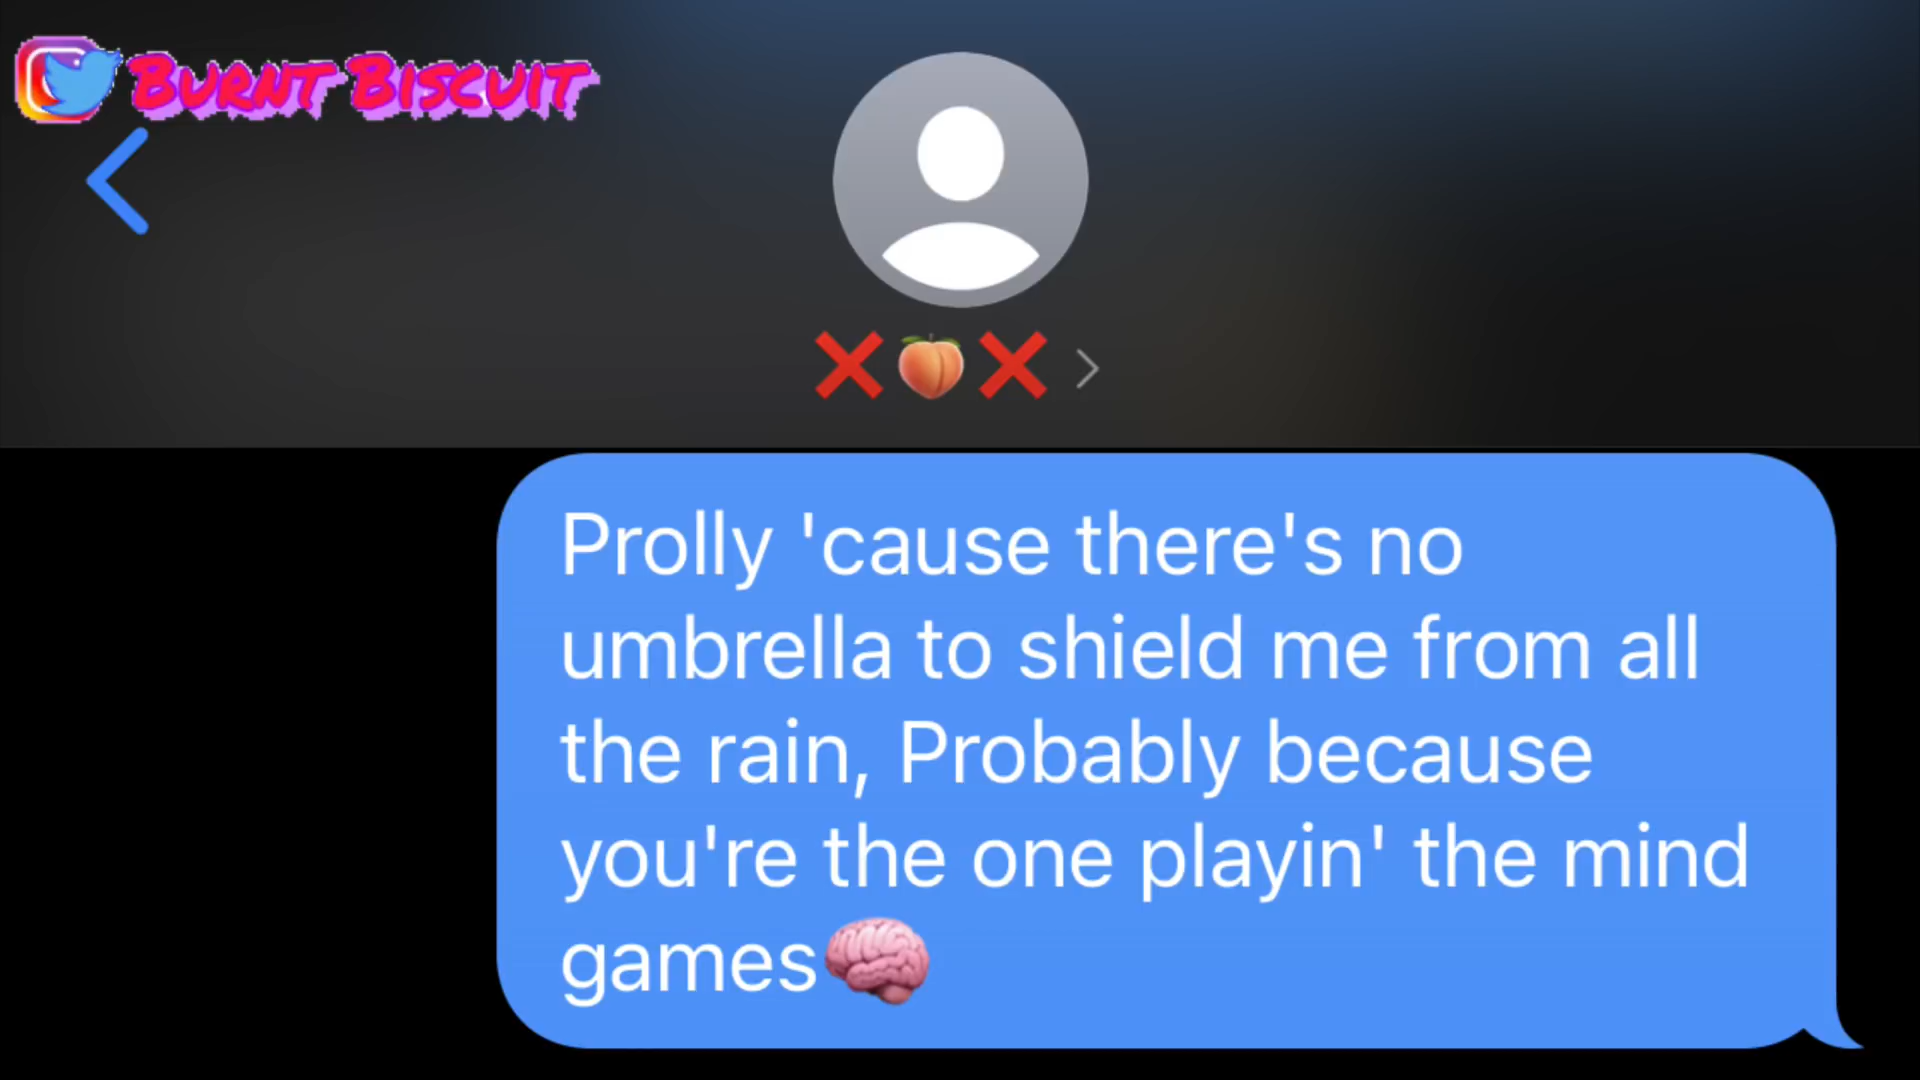 Burnt Biscuit
❌🍑❌
Prolly 'cause there's no
umbrella to shield me from all
the rain, Probably because
you're the one playin' the mind
games🧠